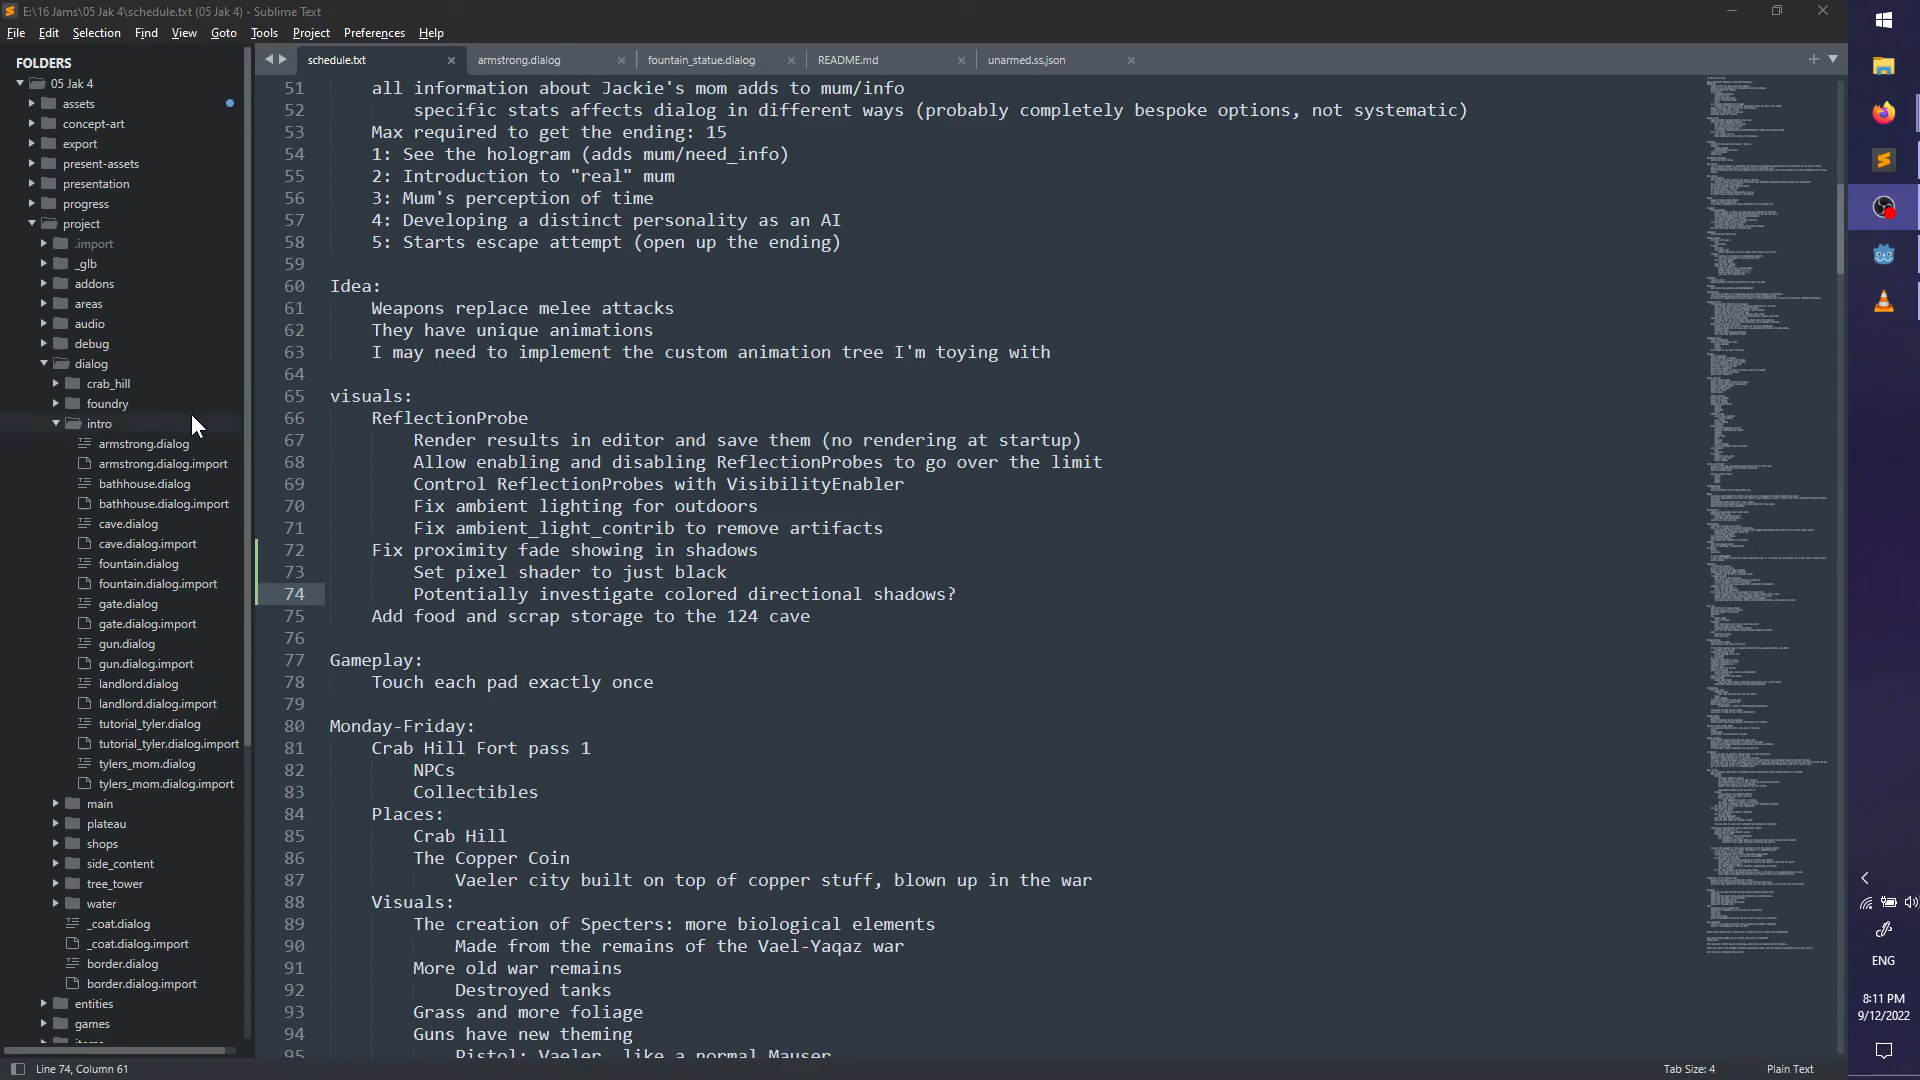 E:\16 Jams\05 Jak 4\schedule.txt (05 Jak 4) - Sublime Text
File Edit Selection Find View Goto Tools Project Preferences Help
FOLDERS
05 Jak 4
assets
concept-art
export
present-assets
presentation
progress
project
.import
_glb
addons
areas
audio
debug
dialog
crab_hill
foundry
intro
armstrong.dialog
armstrong.dialog.import
bathhouse.dialog
bathhouse.dialog.import
cave.dialog
cave.dialog.import
fountain.dialog
fountain.dialog.import
gate.dialog
gate.dialog.import
gun.dialog
gun.dialog.import
landlord.dialog
landlord.dialog.import
tutorial_tyler.dialog
tutorial_tyler.dialog.import
tylers_mom.dialog
tylers_mom.dialog.import
main
plateau
shops
side_content
tree_tower
water
_coat.dialog
_coat.dialog.import
border.dialog
border.dialog.import
entities
games
schedule.txt armstrong.dialog fountain_statue.dialog README.md unarmed.ss.json
51 all information about Jackie's mom adds to mum/info
52 specific stats affects dialog in different ways (probably completely bespoke options, not systematic)
53 Max required to get the ending: 15
54 1: See the hologram (adds mum/need_info)
55 2: Introduction to "real" mum
56 3: Mum's perception of time
57 4: Developing a distinct personality as an AI
58 5: Starts escape attempt (open up the ending)
59
60 Idea:
61 Weapons replace melee attacks
62 They have unique animations
63 I may need to implement the custom animation tree I'm toying with
64
65 visuals:
66 ReflectionProbe
67 Render results in editor and save them (no rendering at startup)
68 Allow enabling and disabling ReflectionProbes to go over the limit
69 Control ReflectionProbes with VisibilityEnabler
70 Fix ambient lighting for outdoors
71 Fix ambient_light_contrib to remove artifacts
72 Fix proximity fade showing in shadows
73 Set pixel shader to just black
74 Potentially investigate colored directional shadows?
75 Add food and scrap storage to the 124 cave
76
77 Gameplay:
78 Touch each pad exactly once
79
80 Monday-Friday:
81 Crab Hill Fort pass 1
82 NPCs
83 Collectibles
84 Places:
85 Crab Hill
86 The Copper Coin
87 Vaeler city built on top of copper stuff, blown up in the war
88 Visuals:
89 The creation of Specters: more biological elements
90 Made from the remains of the Vael-Yaqaz war
91 More old war remains
92 Destroyed tanks
93 Grass and more foliage
94 Guns have new theming
95 Pistol: Vaeler, like a normal Mauser
Line 74, Column 61
Tab Size: 4
Plain Text
ENG
8:11 PM
9/12/2022